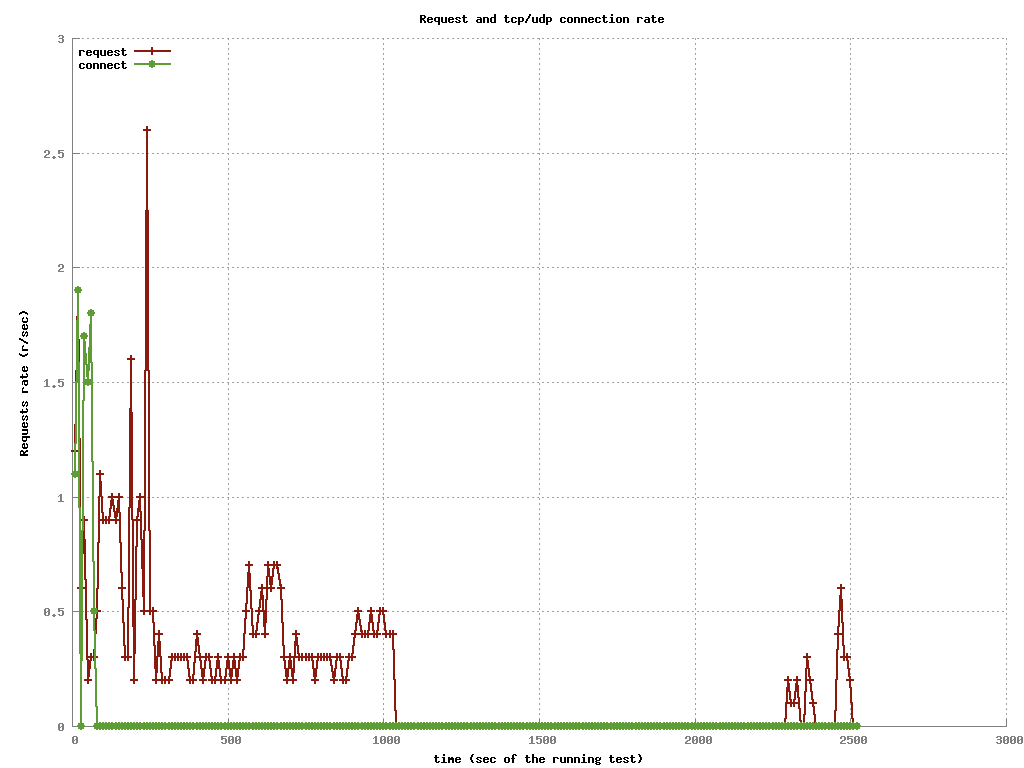 Request and tcp/udp connection rate
3
request
connect
2.5
2
1.5
1
0.5
0
Requests rate (r/sec)
0 500 1000 1500 2000 2500 3000
time (sec of the running test)